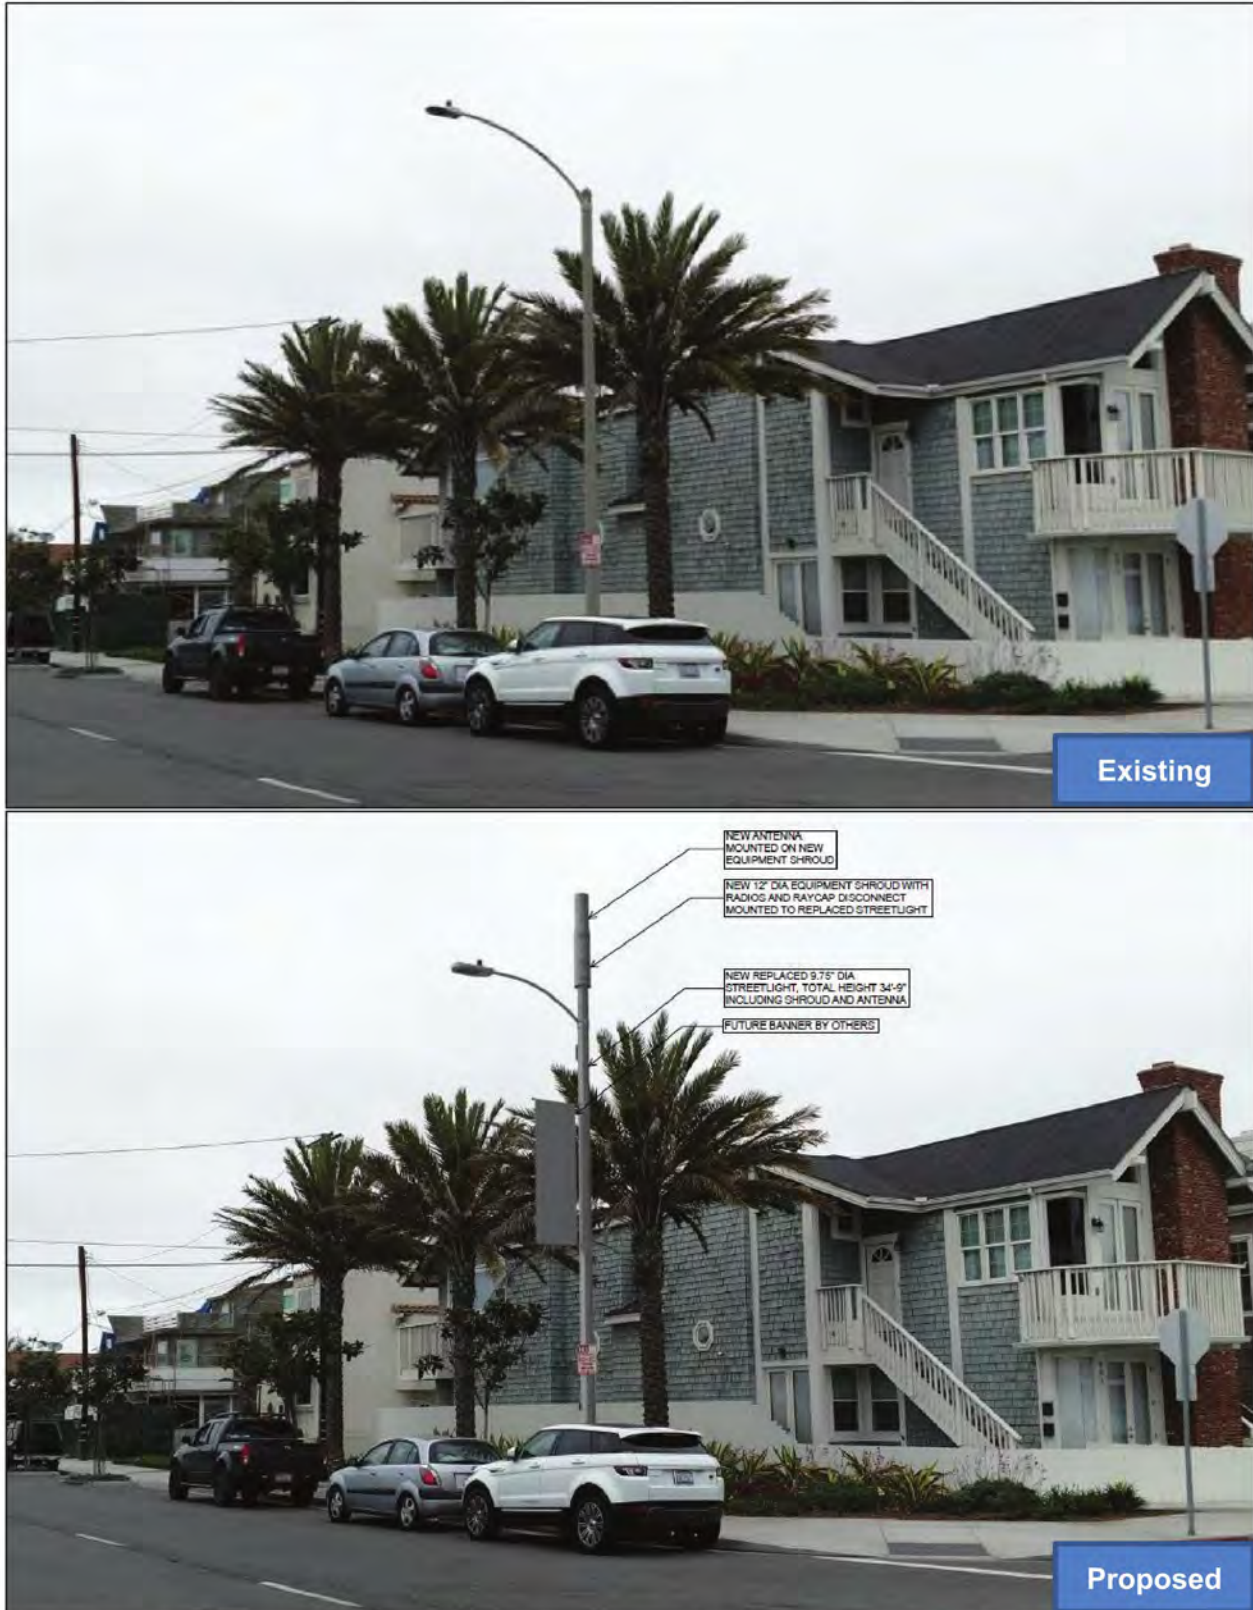 Existing
NEW ANTENNA
MOUNTED ON NEW
EQUIPMENT SHROUD
NEW 12" DIA EQUIPMENT SHROUD WITH
RADIOS AND RAYCAP DISCONNECT
MOUNTED TO REPLACED STREETLIGHT
NEW REPLACED 9.75" DIA
STREETLIGHT, TOTAL HEIGHT 34'-9"
INCLUDING SHROUD AND ANTENNA
FUTURE BANNER BY OTHERS
Proposed